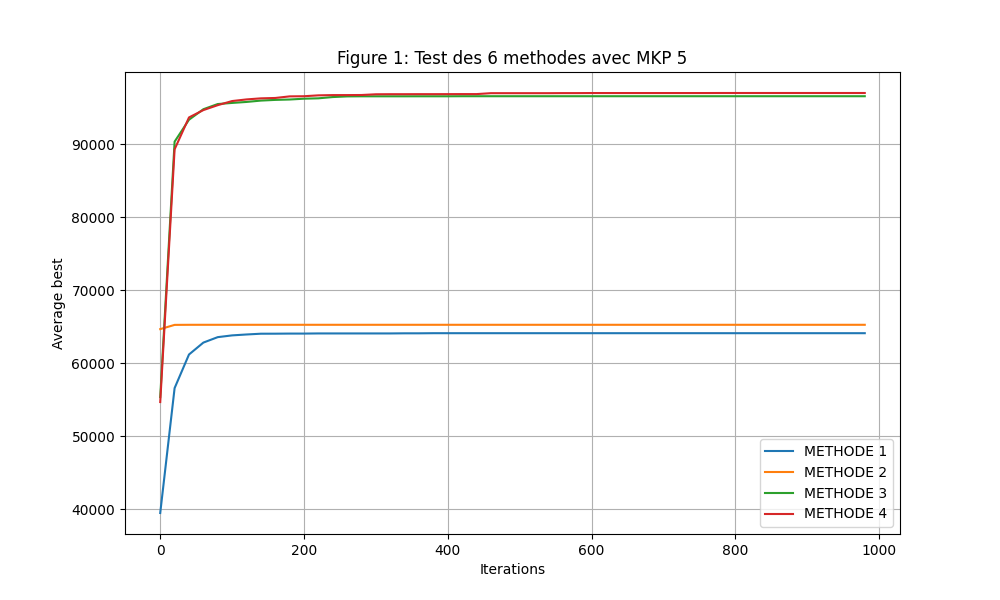 Figure 1: Test des 6 methodes avec MKP 5
Average best
90000
80000
70000
60000
50000
40000
0
200
400
600
800
1000
Iterations
METHODE 1
METHODE 2
METHODE 3
METHODE 4